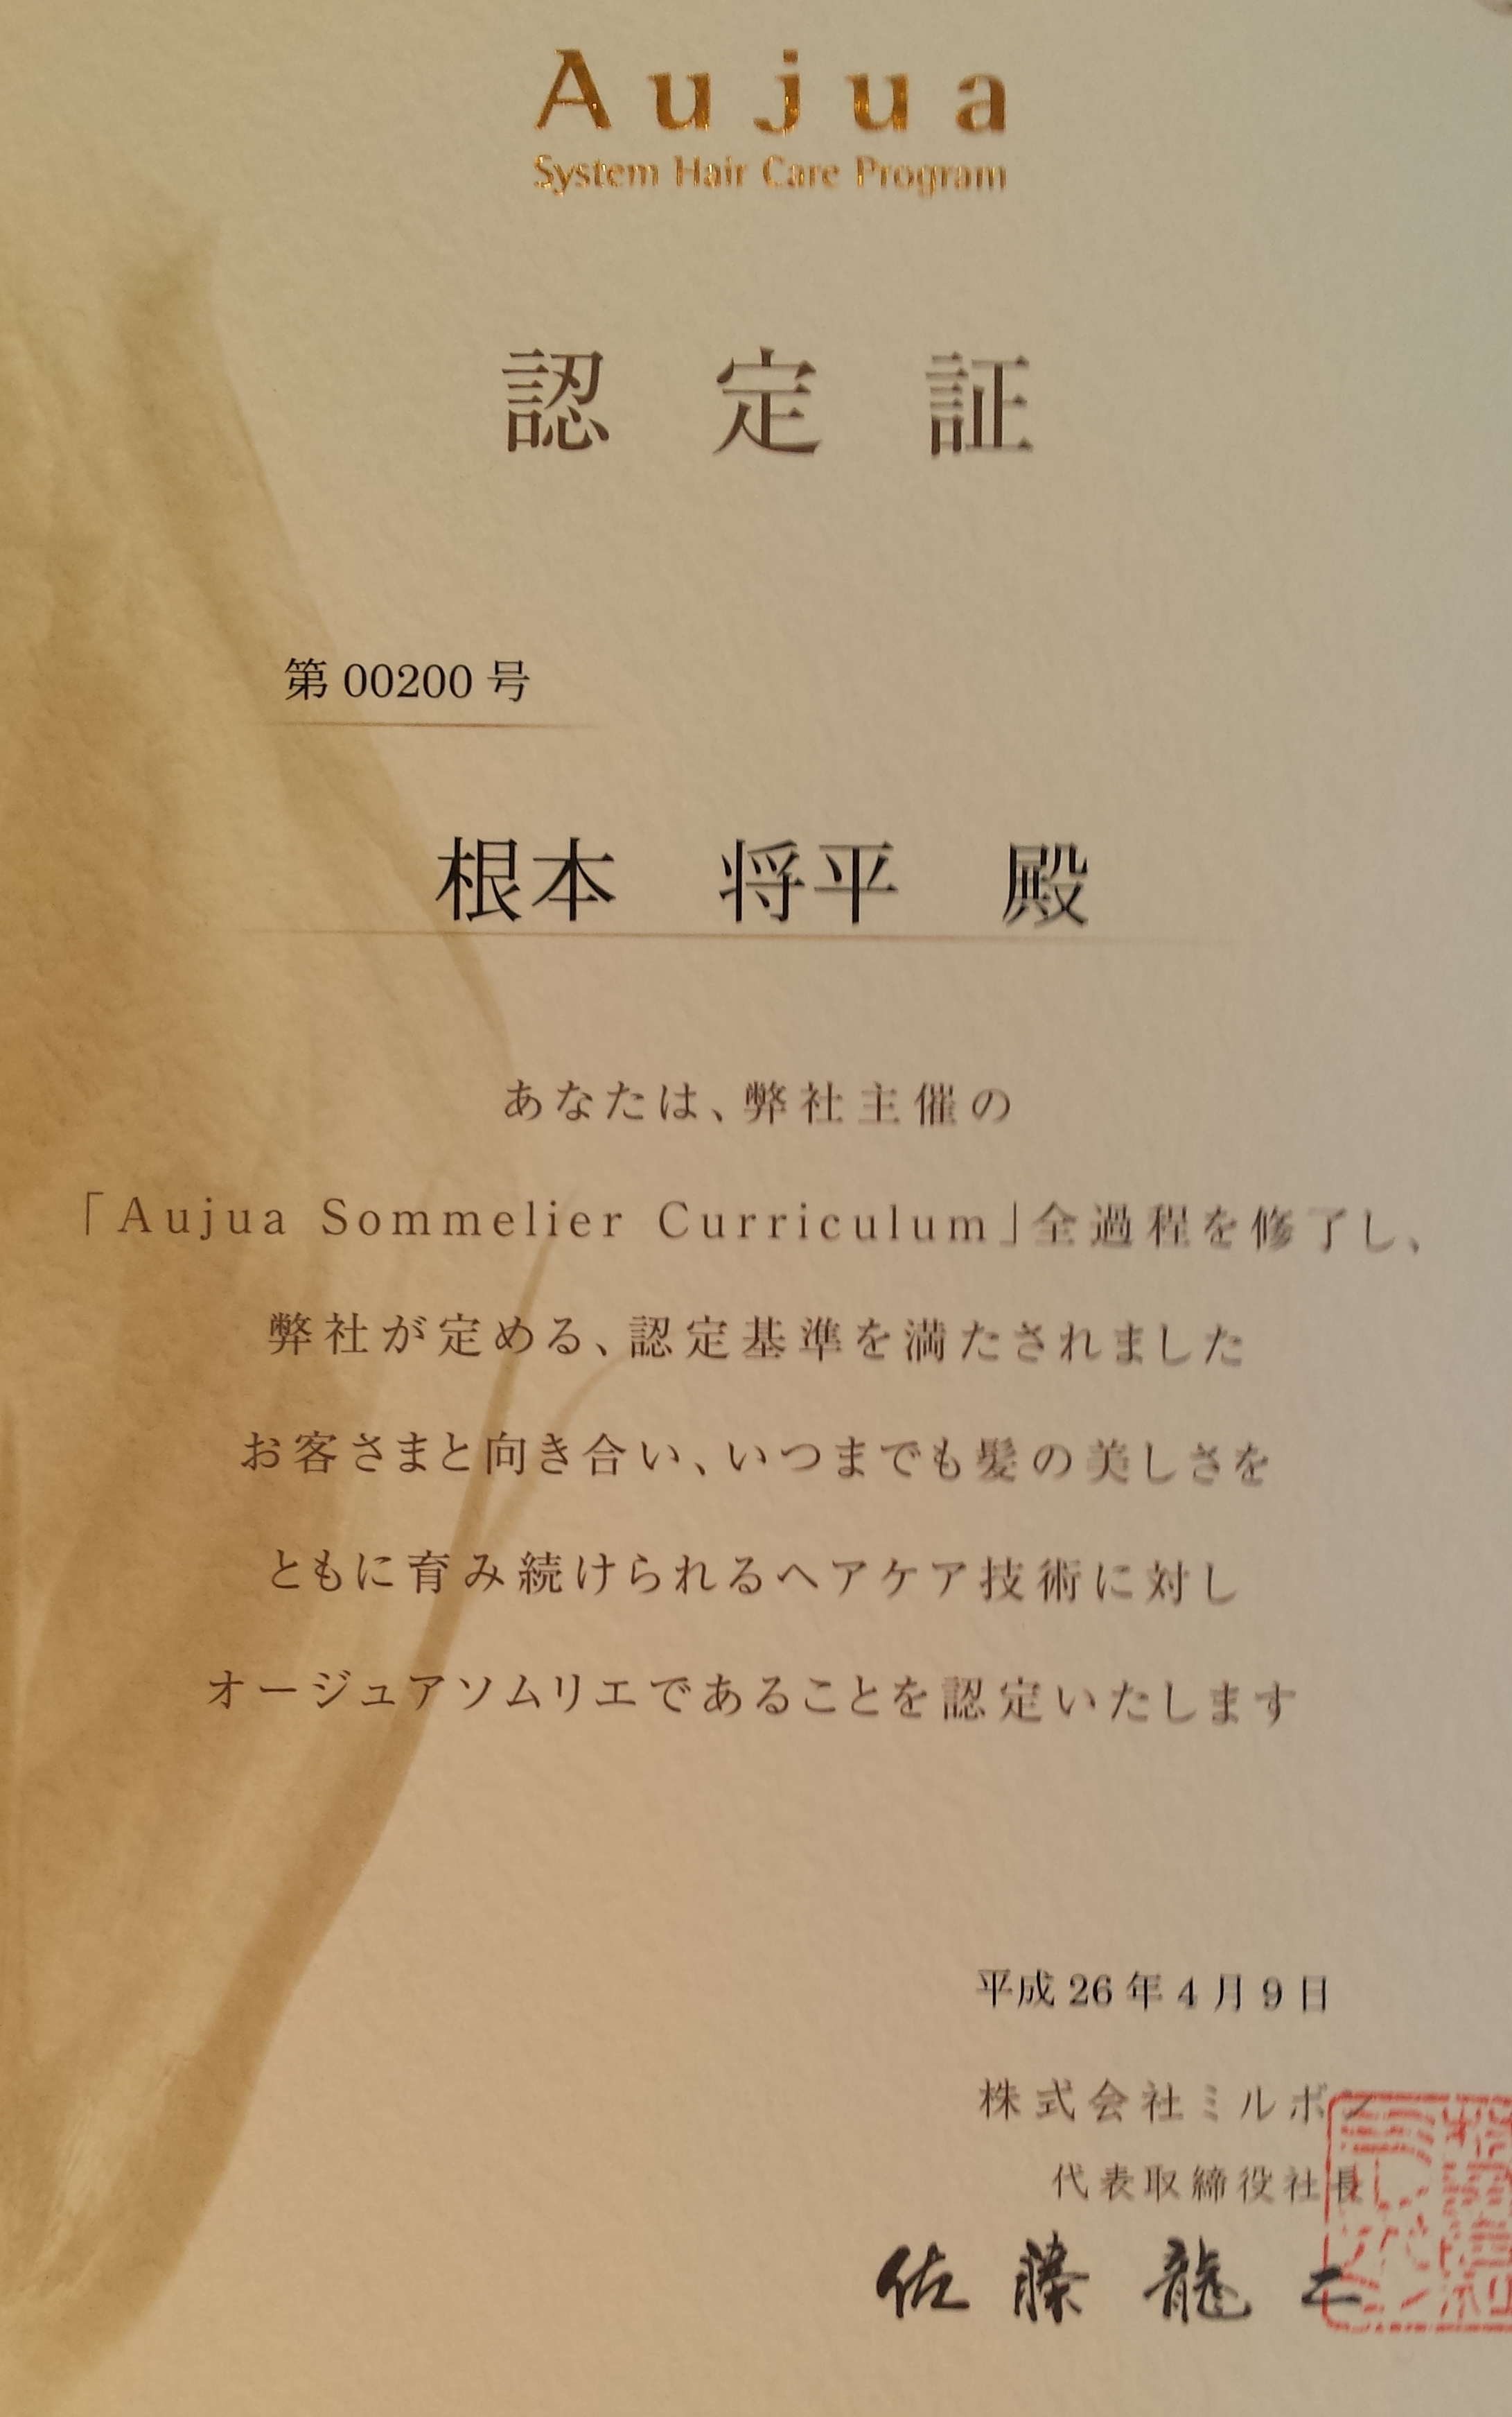 Aujua
System Hair Care Program
認定証
第 00200 号
根本 将平 殿
あなたは、弊社主催の
「Aujua Sommelier Curriculum」全過程を修了し、
弊社が定める、認定基準を満たされました
お客さまと向き合い、いつまでも髪の美しさを
ともに育み続けられるヘアケア技術に対し
オージュアソムリエであることを認定いたします
平成 26 年 4 月 9 日
株式会社ミルボン
代表取締役社長
佐藤 龍二